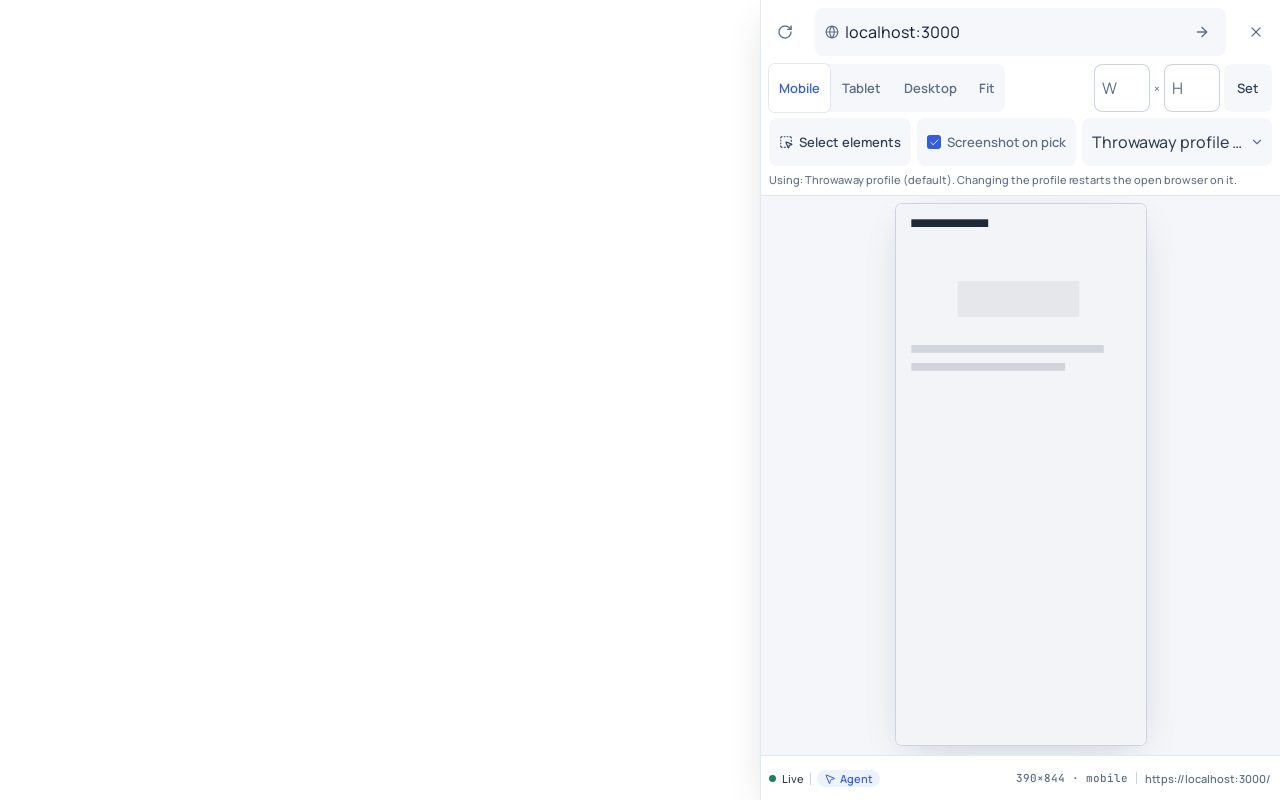 localhost:3000
Mobile Tablet Desktop Fit W × H Set
Select elements Screenshot on pick Throwaway profile …
Using: Throwaway profile (default). Changing the profile restarts the open browser on it.
Live Agent 390×844 · mobile https://localhost:3000/